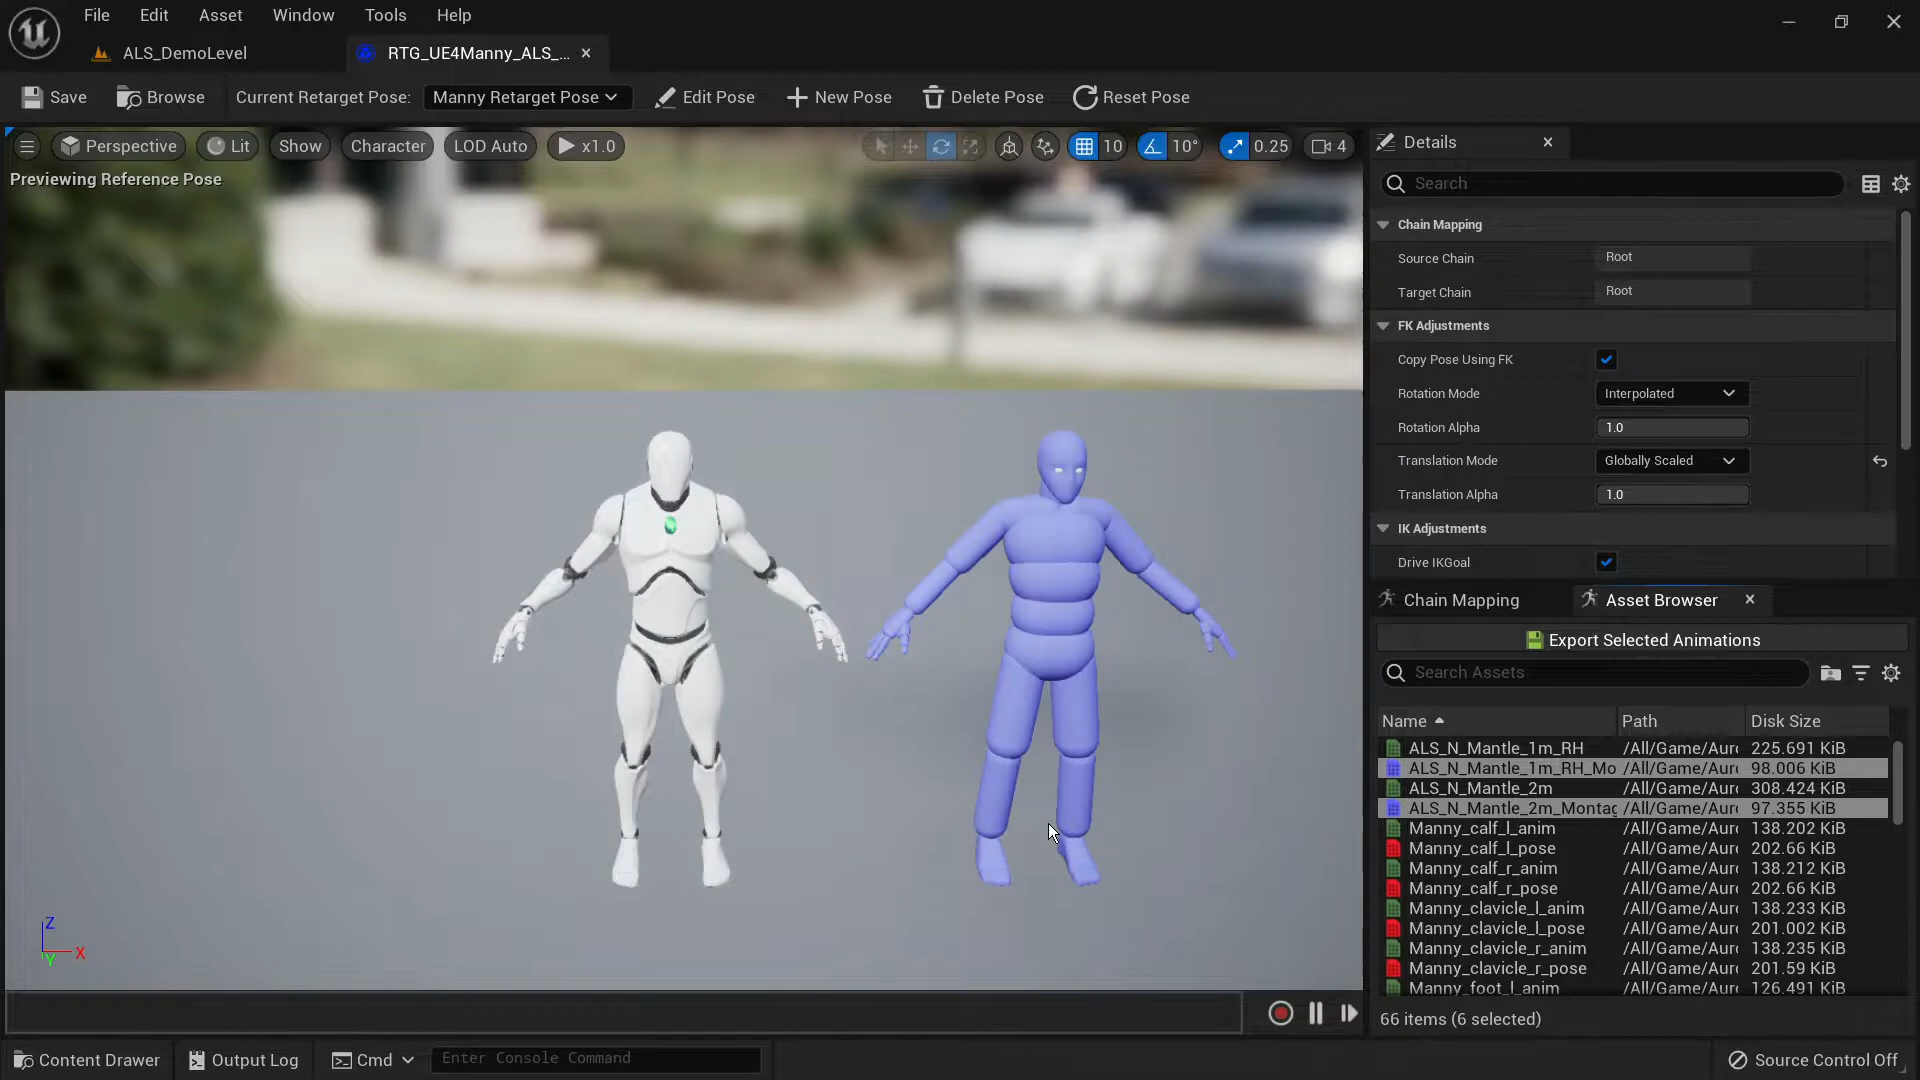 File Edit Asset Window Tools Help
ALS_DemoLevel RTG_UE4Manny_ALS_...
Save Browse Current Retarget Pose: Manny Retarget Pose Edit Pose New Pose Delete Pose Reset Pose
Perspective Lit Show Character LOD Auto x1.0 10 10° 0.25 4
Previewing Reference Pose
Details
Search
Chain Mapping
Source Chain Root
Target Chain Root
FK Adjustments
Copy Pose Using FK
Rotation Mode Interpolated
Rotation Alpha 1.0
Translation Mode Globally Scaled
Translation Alpha 1.0
IK Adjustments
Drive IKGoal
Chain Mapping Asset Browser
Export Selected Animations
Search Assets
Name Path Disk Size
ALS_N_Mantle_1m_RH /All/Game/Aur 225.691 KiB
ALS_N_Mantle_1m_RH_Mo /All/Game/Aur 98.006 KiB
ALS_N_Mantle_2m /All/Game/Aur 308.424 KiB
ALS_N_Mantle_2m_Montag /All/Game/Aur 97.355 KiB
Manny_calf_l_anim /All/Game/Aur 138.202 KiB
Manny_calf_l_pose /All/Game/Aur 202.66 KiB
Manny_calf_r_anim /All/Game/Aur 138.212 KiB
Manny_calf_r_pose /All/Game/Aur 202.66 KiB
Manny_clavicle_l_anim /All/Game/Aur 138.233 KiB
Manny_clavicle_l_pose /All/Game/Aur 201.002 KiB
Manny_clavicle_r_anim /All/Game/Aur 138.235 KiB
Manny_clavicle_r_pose /All/Game/Aur 201.59 KiB
Manny_foot_l_anim /All/Game/Aur 126.491 KiB
Z
X
Y
66 items (6 selected)
Content Drawer Output Log Cmd Enter Console Command Source Control Off